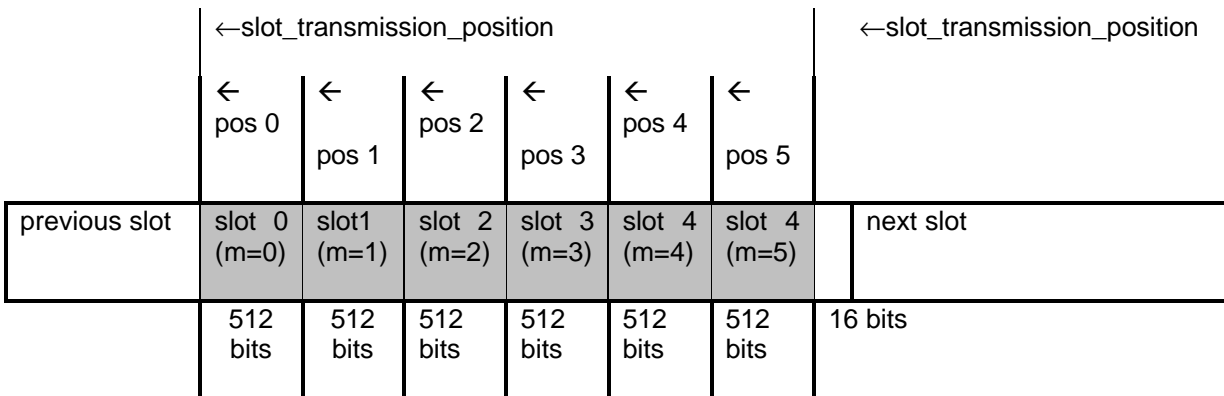 ←slot_transmission_position ←slot_transmission_position
← ← ← ← ← ←
pos 0 pos 2 pos 4
pos 1 pos 3 pos 5
previous slot slot 0 slot1 slot 2 slot 3 slot 4 slot 4 next slot
(m=0) (m=1) (m=2) (m=3) (m=4) (m=5)
512 512 512 512 512 512 16 bits
bits bits bits bits bits bits